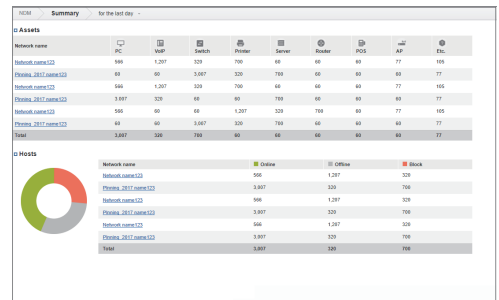 NDM Summary for the last day
Assets
Network name PC VoIP Switch Printer Server Router POS AP Etc.
Network name123 566 1,207 320 700 60 60 60 77 105
Pinning_2017 name123 60 60 3,007 320 700 60 60 60 77
Network name123 566 1,207 320 700 60 60 60 77 105
Pinning_2017 name123 3,007 320 60 60 700 60 60 60 77
Network name123 566 60 60 1,207 320 700 60 77 105
Pinning_2017 name123 60 60 3,007 320 700 60 60 60 77
Total 3,007 320 700 60 60 60 60 60 77
Hosts
Network name Online Offline Block
Network name123 566 1,207 320
Pinning_2017 name123 3,007 320 700
Network name123 566 1,207 320
Pinning_2017 name123 3,007 320 700
Network name123 566 1,207 320
Pinning_2017 name123 3,007 320 700
Total 3,007 320 700